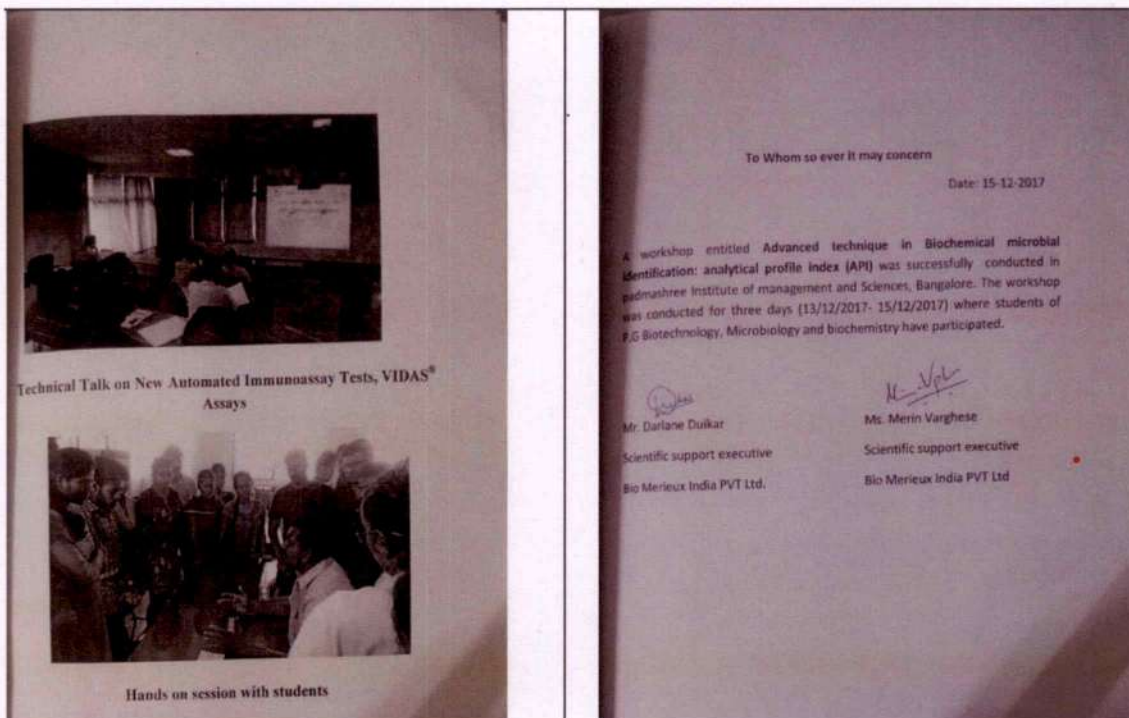 Technical Talk on New Automated Immunoassay Tests, VIDAS®
Assays
Hands on session with students
To Whom so ever it may concern
Date: 15-12-2017
A workshop entitled Advanced technique in Biochemical microbial
identification: analytical profile index (API) was successfully conducted in
padmashree Institute of management and Sciences, Bangalore. The workshop
was conducted for three days (13/12/2017- 15/12/2017) where students of
P.G Biotechnology, Microbiology and biochemistry have participated.
Mr. Darlane Duikar
Scientific support executive
Bio Merieux India PVT Ltd.
Ms. Merin Varghese
Scientific support executive
Bio Merieux India PVT Ltd